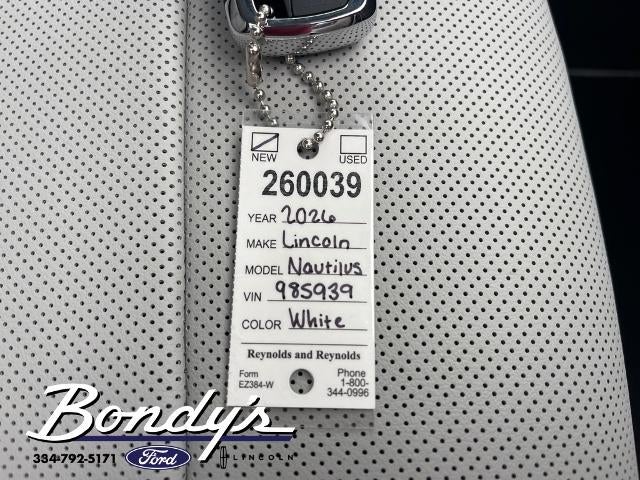 NEW USED
260039
YEAR 2026
MAKE Lincoln
MODEL Nautilus
VIN 985939
COLOR White
Reynolds and Reynolds
Form
EZ384-W
Phone
1-800-
344-0996
Bondy's
334-792-5171 Ford LINCOLN